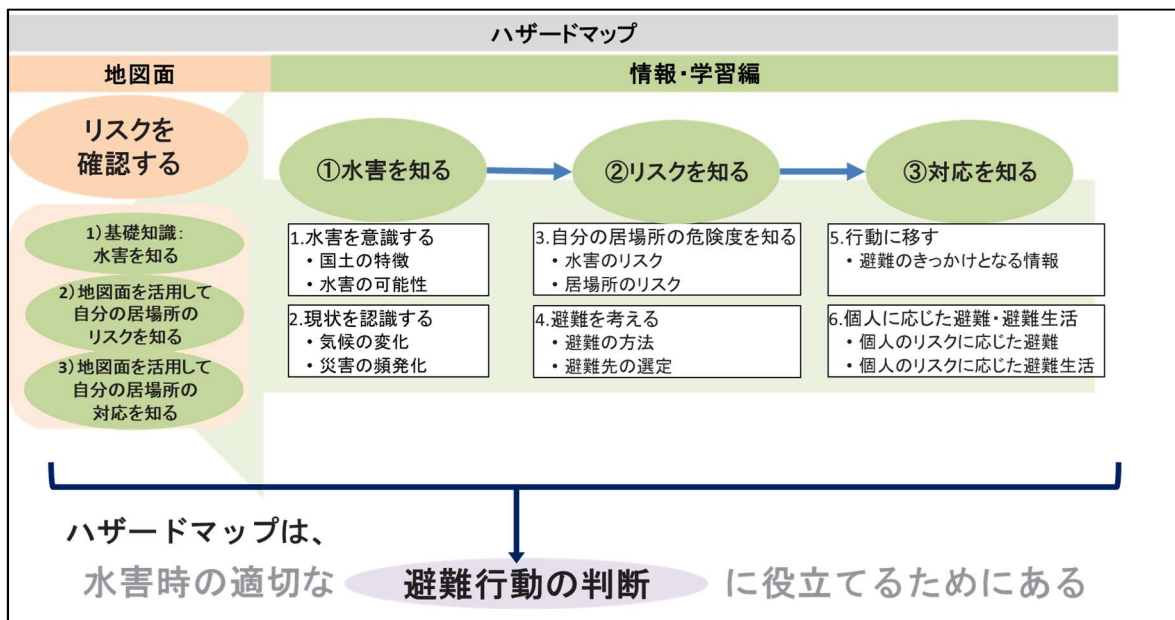 ハザードマップ
地図面
情報・学習編
リスクを
確認する
1)基礎知識:
水害を知る
2)地図面を活用して
自分の居場所の
リスクを知る
3)地図面を活用して
自分の居場所の
対応を知る
①水害を知る
②リスクを知る
③対応を知る
1.水害を意識する
・国土の特徴
・水害の可能性
2.現状を認識する
・気候の変化
・災害の頻発化
3.自分の居場所の危険度を知る
・水害のリスク
・居場所のリスク
4.避難を考える
・避難の方法
・避難先の選定
5.行動に移す
・避難のきっかけとなる情報
6.個人に応じた避難・避難生活
・個人のリスクに応じた避難
・個人のリスクに応じた避難生活
ハザードマップは、
水害時の適切な 避難行動の判断 に役立てるためにある